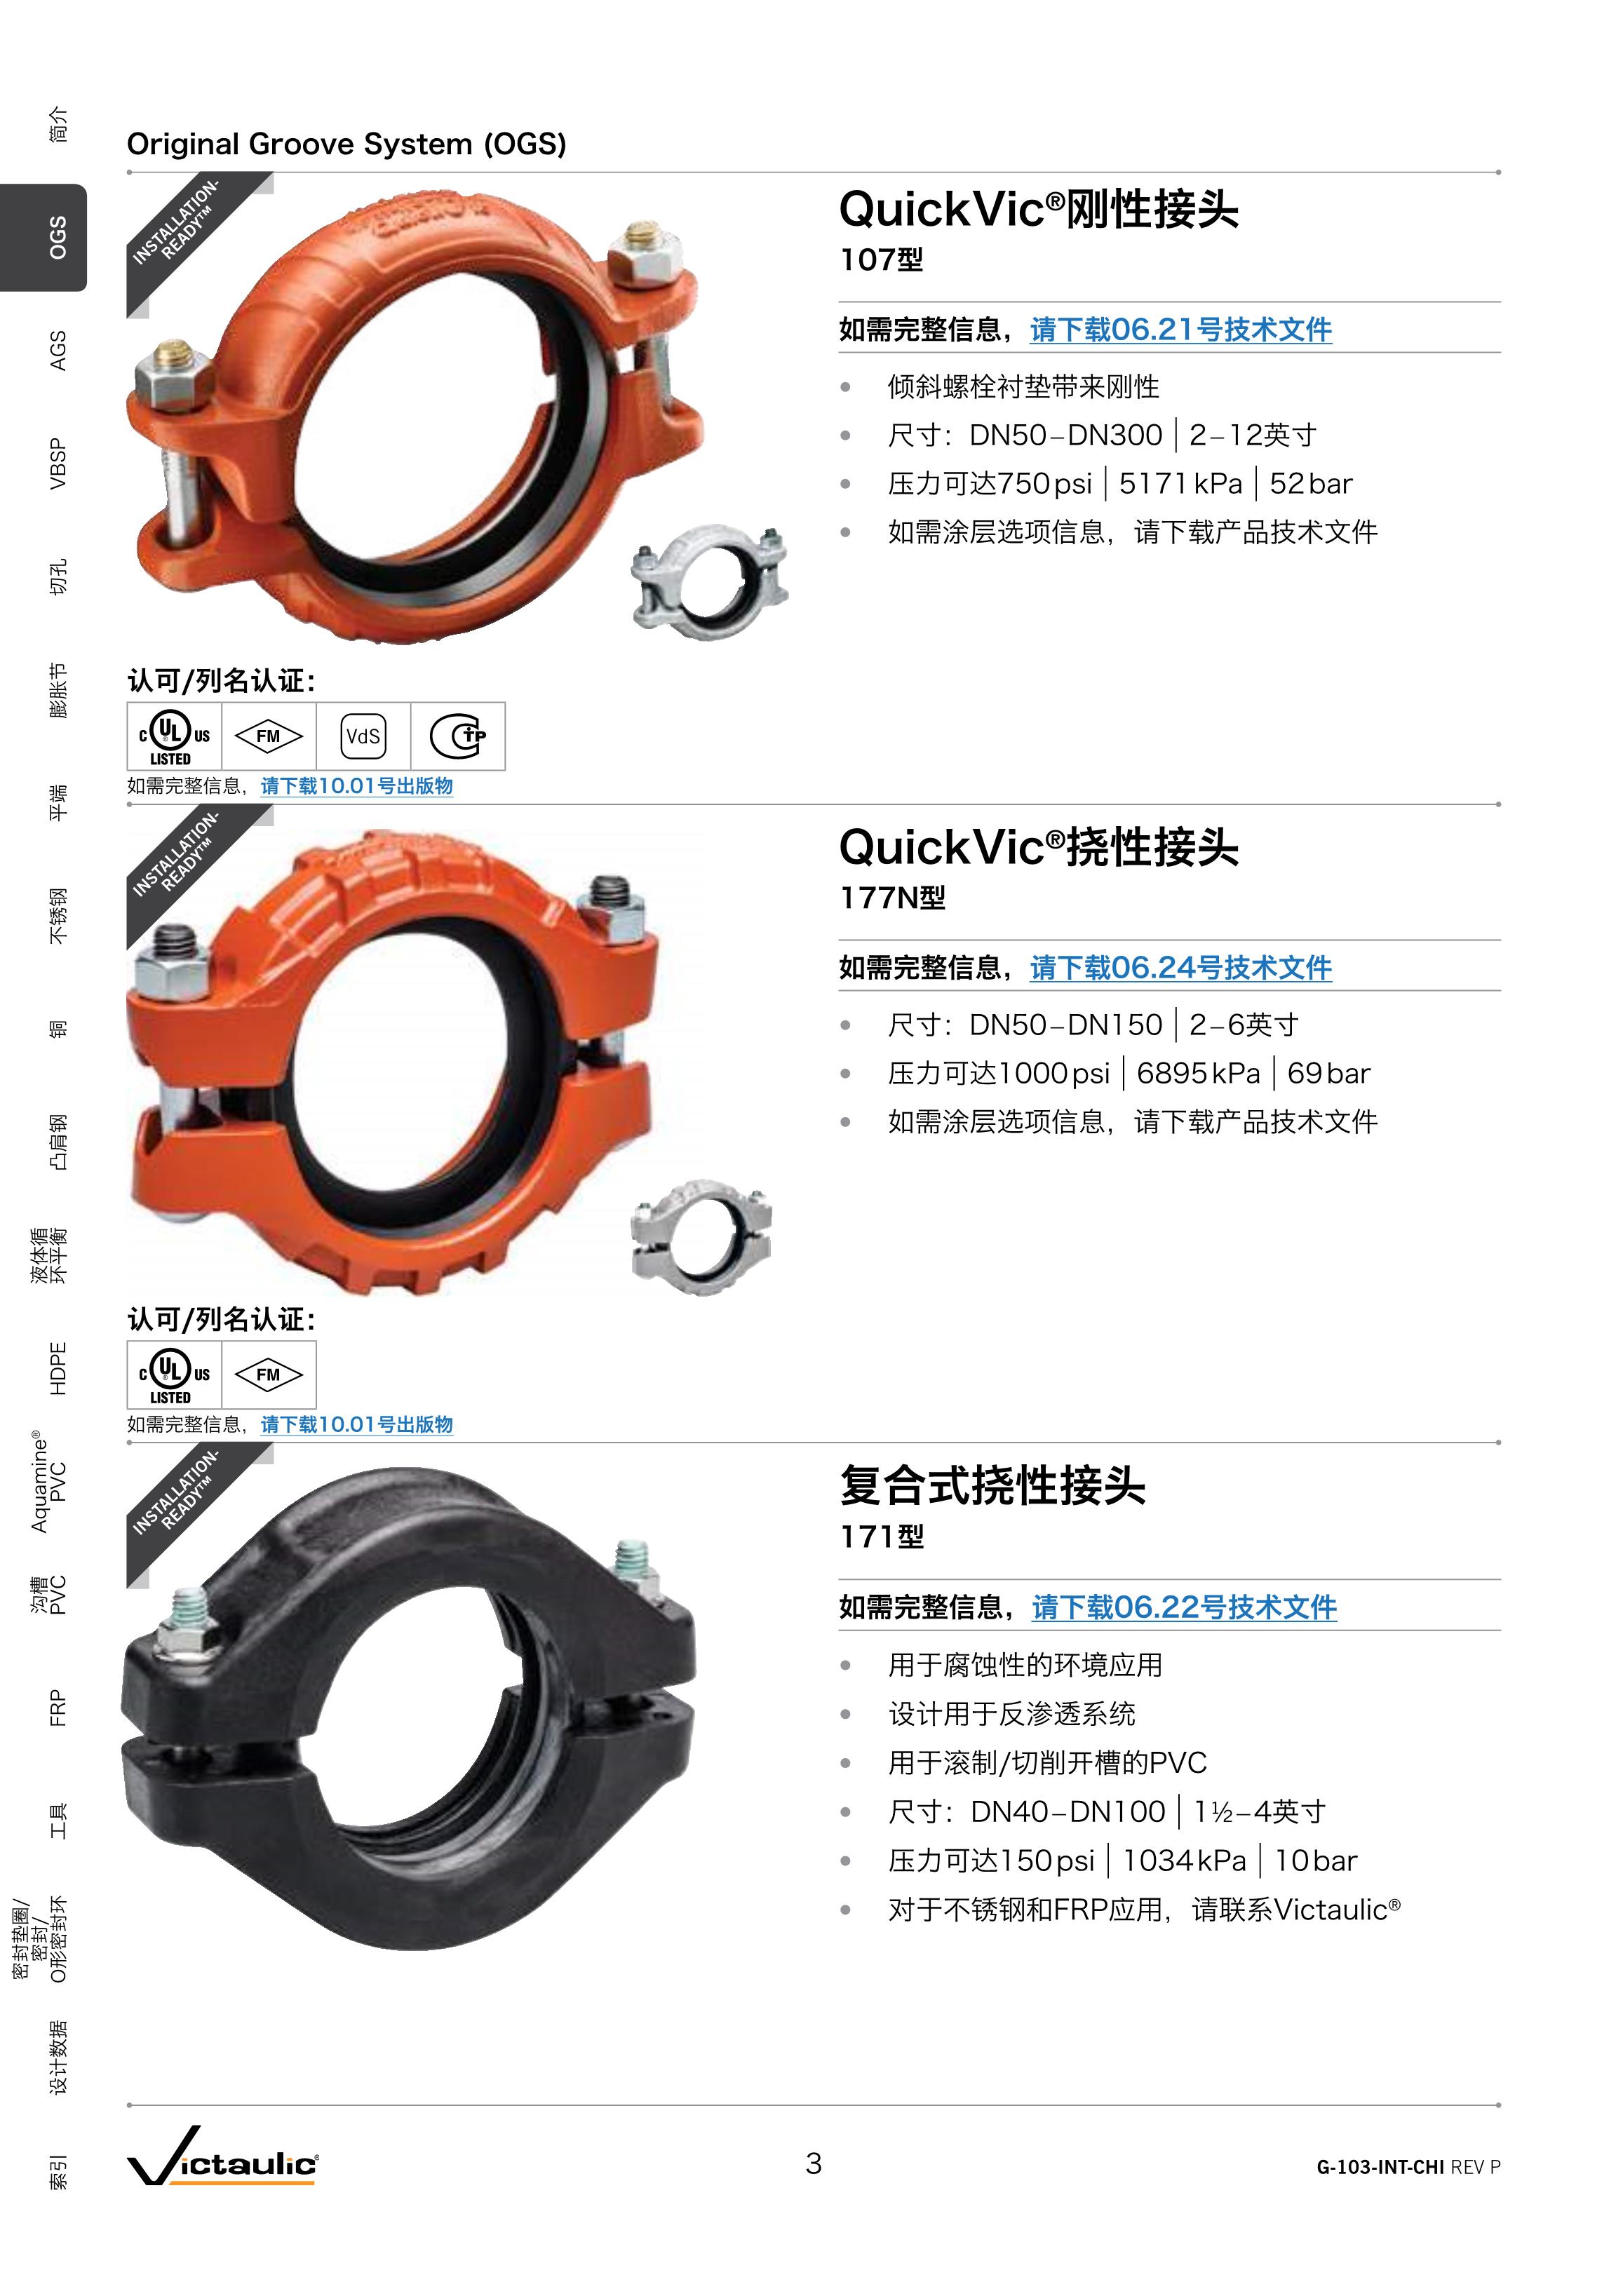 简介
OGS
AGS
VBSP
切孔
膨胀节
平端
不锈钢
铜
凸肩钢
液体循
环平衡
HDPE
Aquamine®
PVC
沟槽
PVC
FRP
工具
密封垫圈/
密封/
O形密封环
设计数据
索引
Original Groove System (OGS)
INSTALLATION-
READY™
QuickVic®刚性接头
107型
如需完整信息，请下载06.21号技术文件
• 倾斜螺栓衬垫带来刚性
• 尺寸：DN50–DN300 | 2–12英寸
• 压力可达750psi | 5171kPa | 52bar
• 如需涂层选项信息，请下载产品技术文件
认可/列名认证：
C UL US
LISTED
FM
VdS
如需完整信息，请下载10.01号出版物
INSTALLATION-
READY™
QuickVic®挠性接头
177N型
如需完整信息，请下载06.24号技术文件
• 尺寸：DN50–DN150 | 2–6英寸
• 压力可达1000psi | 6895kPa | 69bar
• 如需涂层选项信息，请下载产品技术文件
认可/列名认证：
C UL US
LISTED
FM
如需完整信息，请下载10.01号出版物
INSTALLATION-
READY™
复合式挠性接头
171型
如需完整信息，请下载06.22号技术文件
• 用于腐蚀性的环境应用
• 设计用于反渗透系统
• 用于滚制/切削开槽的PVC
• 尺寸：DN40–DN100 | 1½–4英寸
• 压力可达150psi | 1034kPa | 10bar
• 对于不锈钢和FRP应用，请联系Victaulic®
Victaulic®
3
G-103-INT-CHI REV P